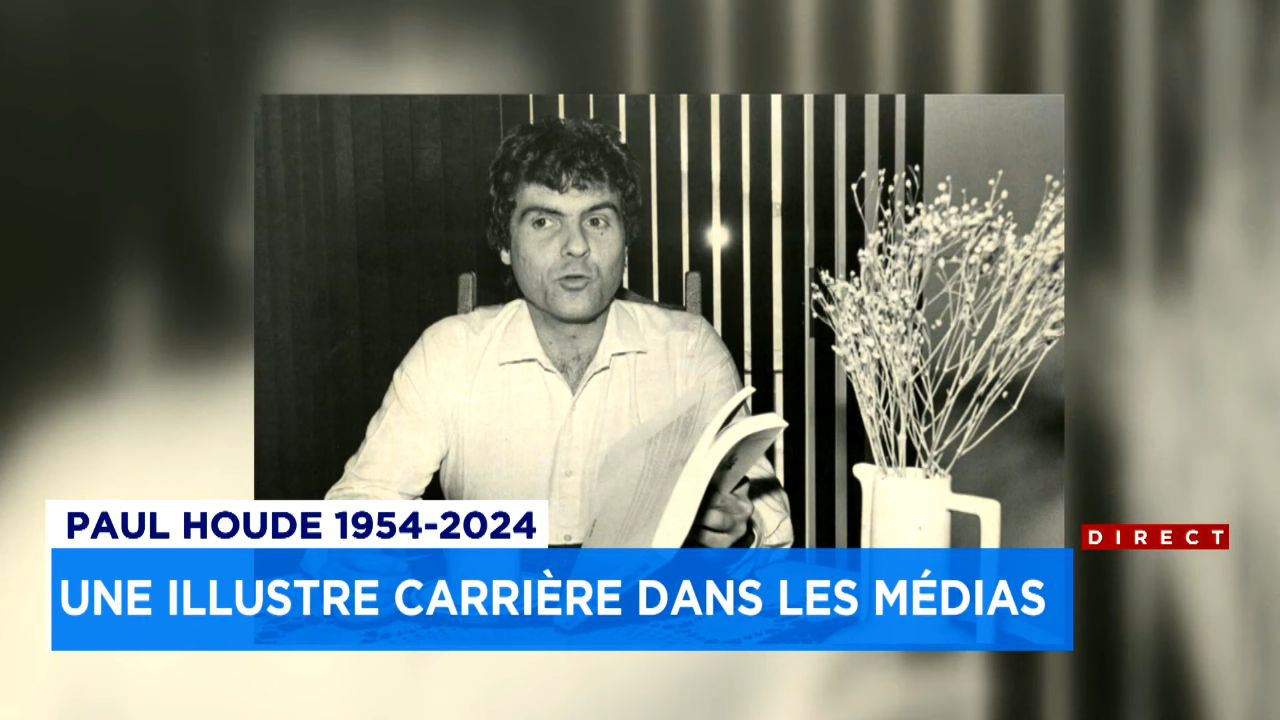 PAUL HOUDE 1954-2024
UNE ILLUSTRE CARRIÈRE DANS LES MÉDIAS
DIRECT